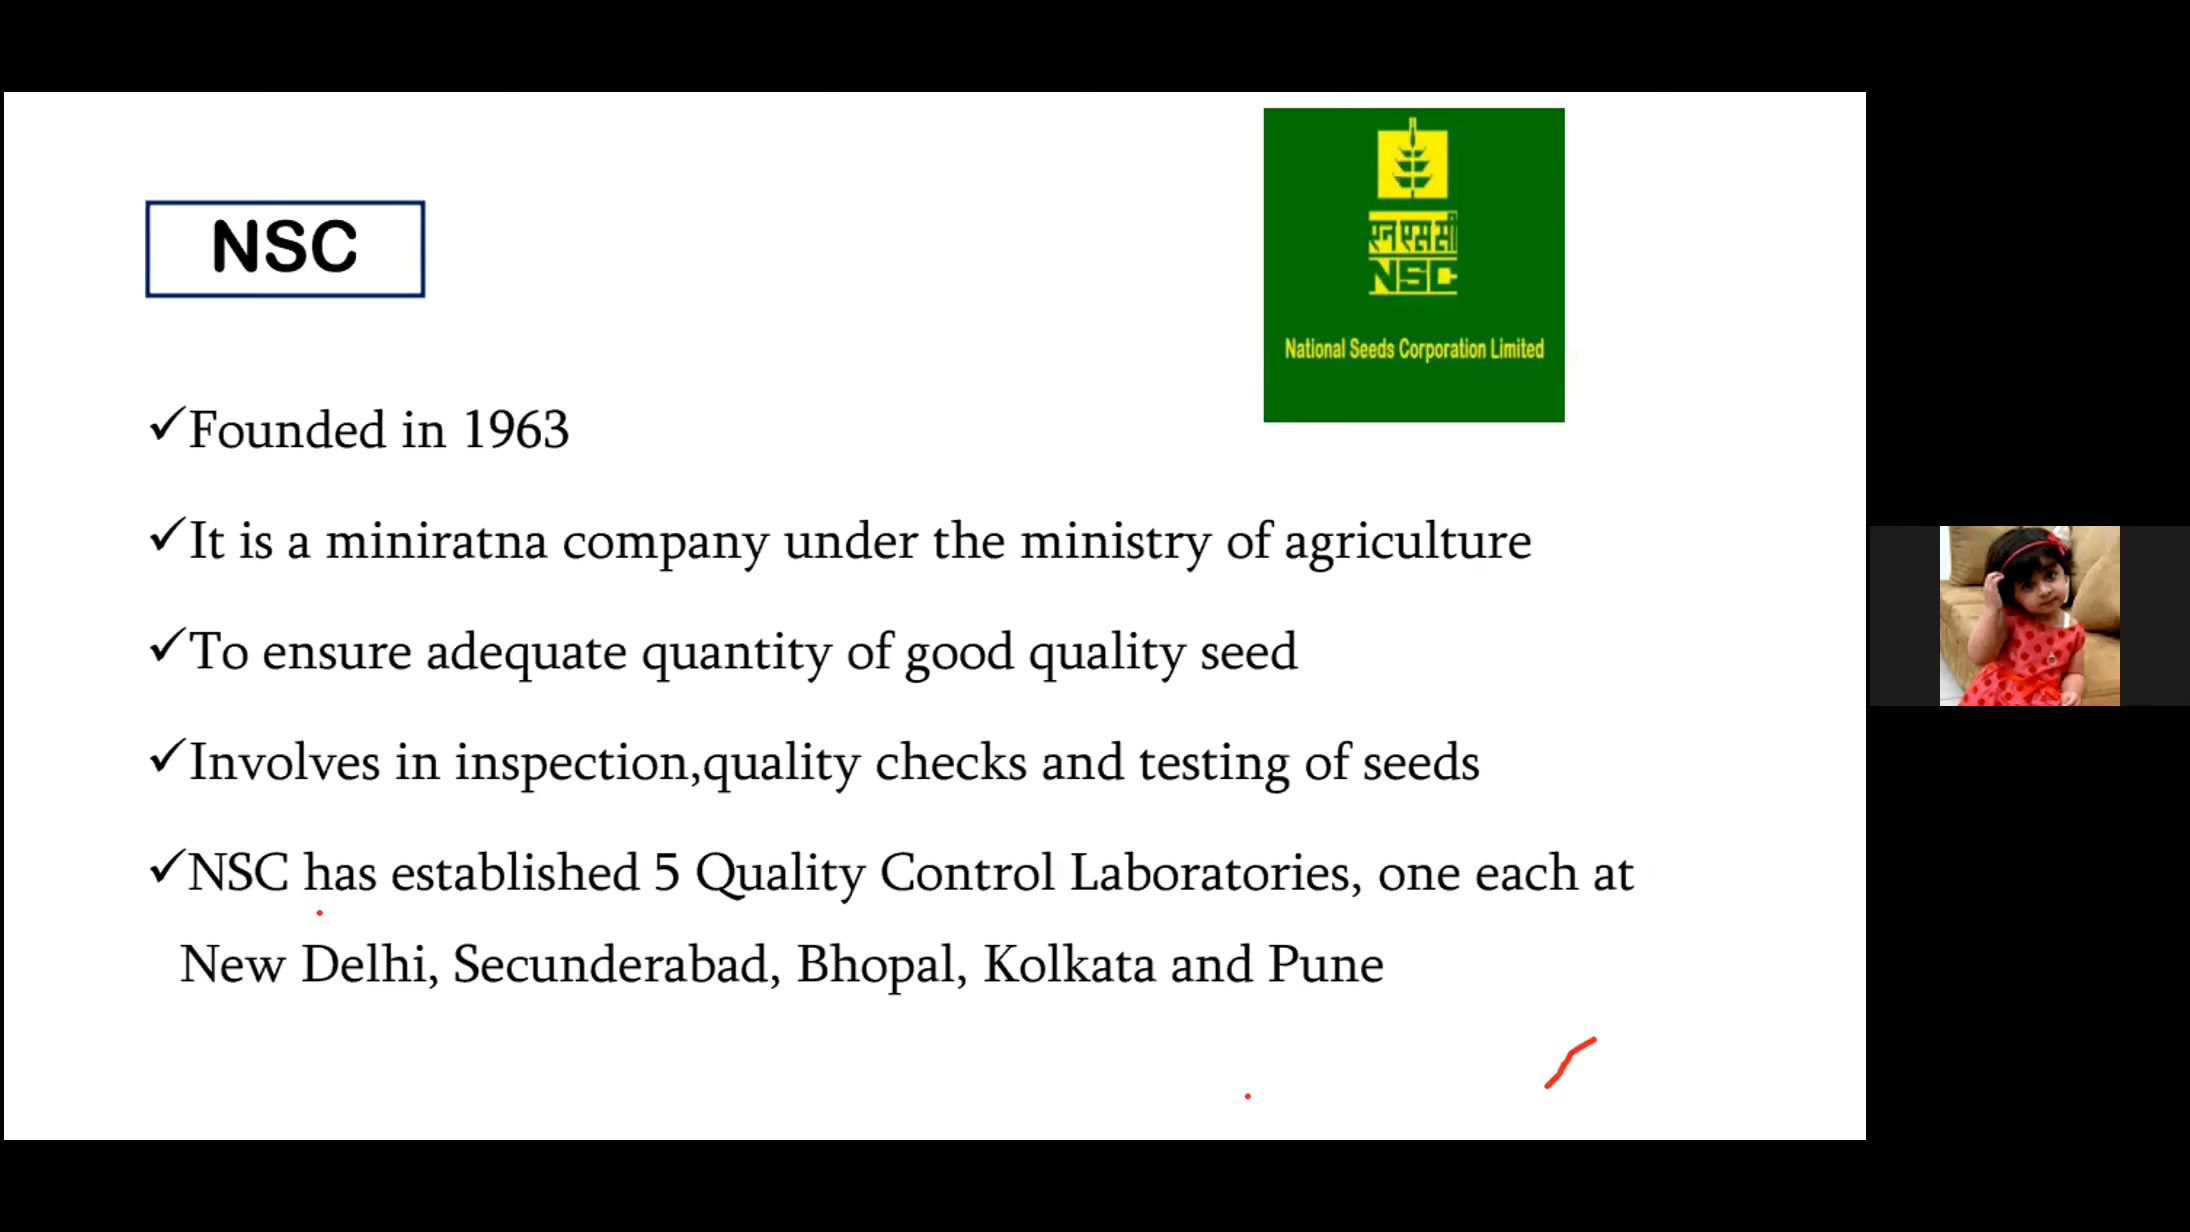 NSC
एन एस सी
NSC
National Seeds Corporation Limited
✓Founded in 1963
✓It is a miniratna company under the ministry of agriculture
✓To ensure adequate quantity of good quality seed
✓Involves in inspection,quality checks and testing of seeds
✓NSC has established 5 Quality Control Laboratories, one each at
New Delhi, Secunderabad, Bhopal, Kolkata and Pune